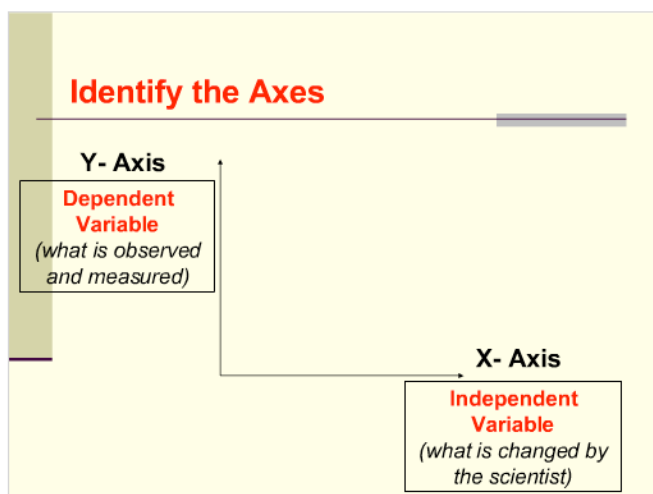 Identify the Axes
Y- Axis
Dependent
Variable
(what is observed
and measured)
X- Axis
Independent
Variable
(what is changed by
the scientist)